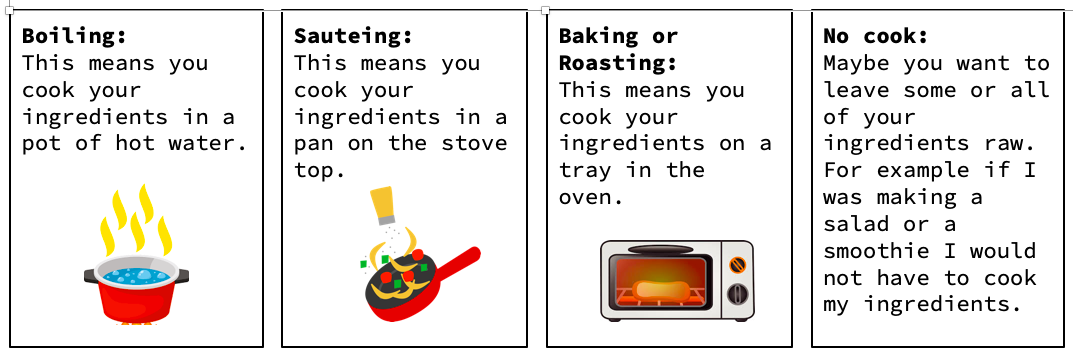 Boiling:
This means you
cook your
ingredients in a
pot of hot water.
Sauteing:
This means you
cook your
ingredients in a
pan on the stove
top.
Baking or
Roasting:
This means you
cook your
ingredients on a
tray in the
oven.
No cook:
Maybe you want to
leave some or all
of your
ingredients raw.
For example if I
was making a
salad or a
smoothie I would
not have to cook
my ingredients.